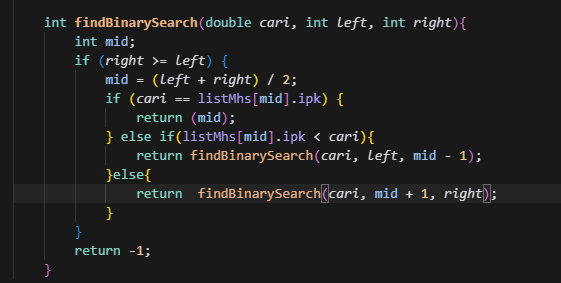 int findBinarySearch(double cari, int left, int right){
    int mid;
    if (right >= left) {
        mid = (left + right) / 2;
        if (cari == listMhs[mid].ipk) {
            return (mid);
        } else if(listMhs[mid].ipk < cari){
            return findBinarySearch(cari, left, mid - 1);
        }else{
            return  findBinarySearch(cari, mid + 1, right);
        }
    }
    return -1;
}